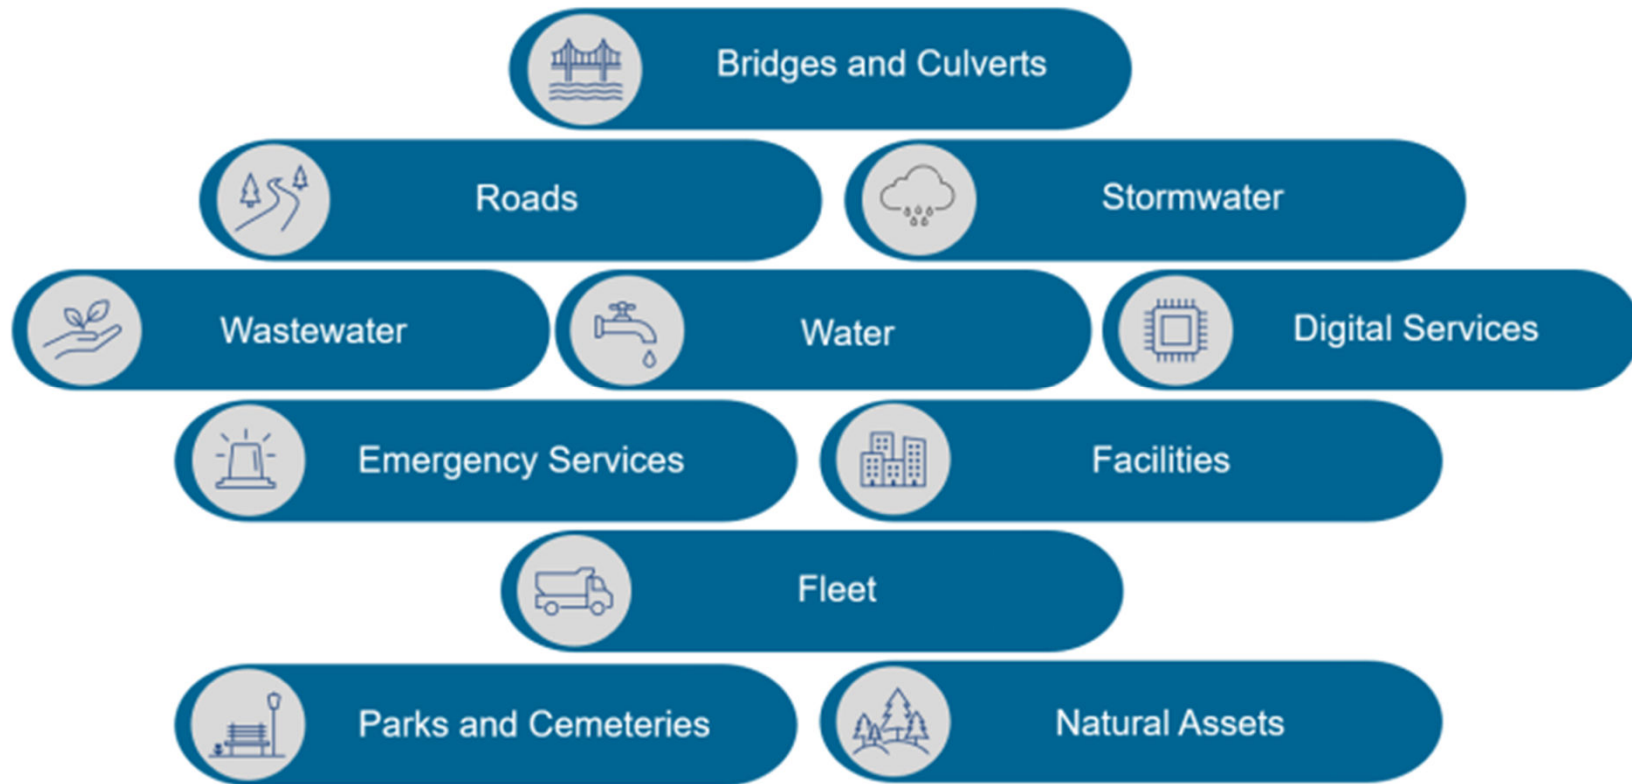 Bridges and Culverts
Roads
Stormwater
Wastewater
Water
Digital Services
Emergency Services
Facilities
Fleet
Parks and Cemeteries
Natural Assets